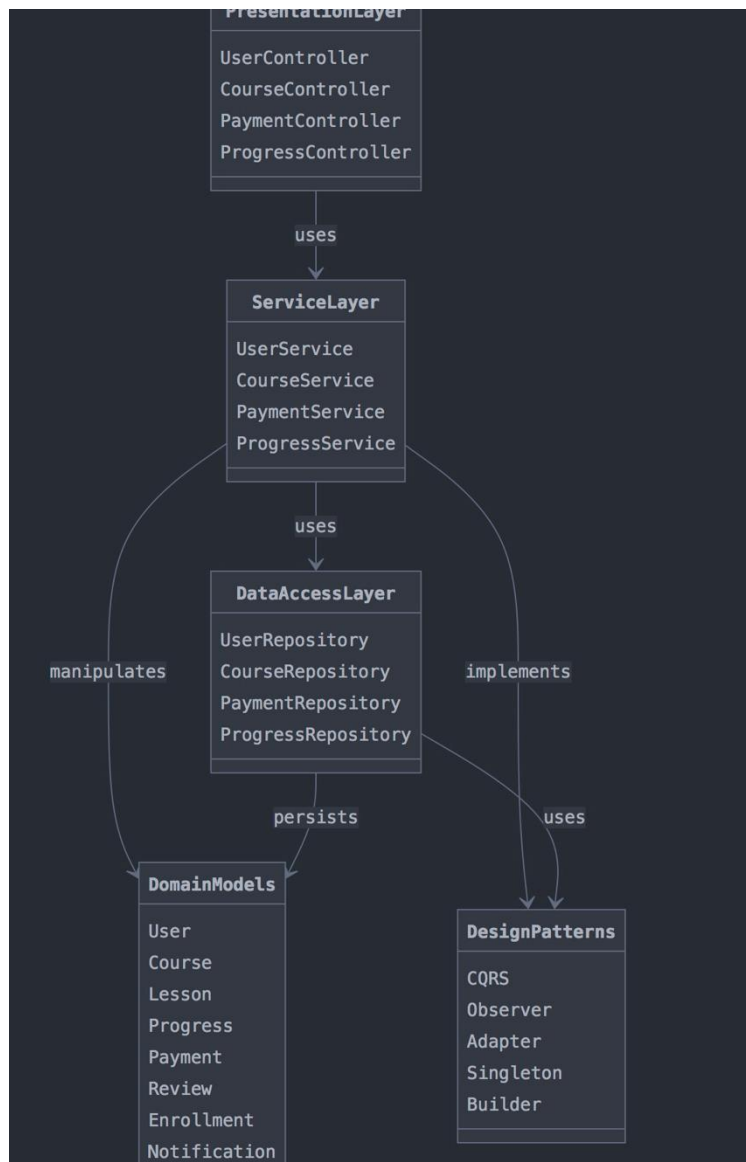 PresentationLayer
UserController
CourseController
PaymentController
ProgressController
uses
ServiceLayer
UserService
CourseService
PaymentService
ProgressService
uses
DataAccessLayer
UserRepository
CourseRepository
PaymentRepository
ProgressRepository
manipulates
implements
persists
uses
DomainModels
User
Course
Lesson
Progress
Payment
Review
Enrollment
Notification
DesignPatterns
CQRS
Observer
Adapter
Singleton
Builder